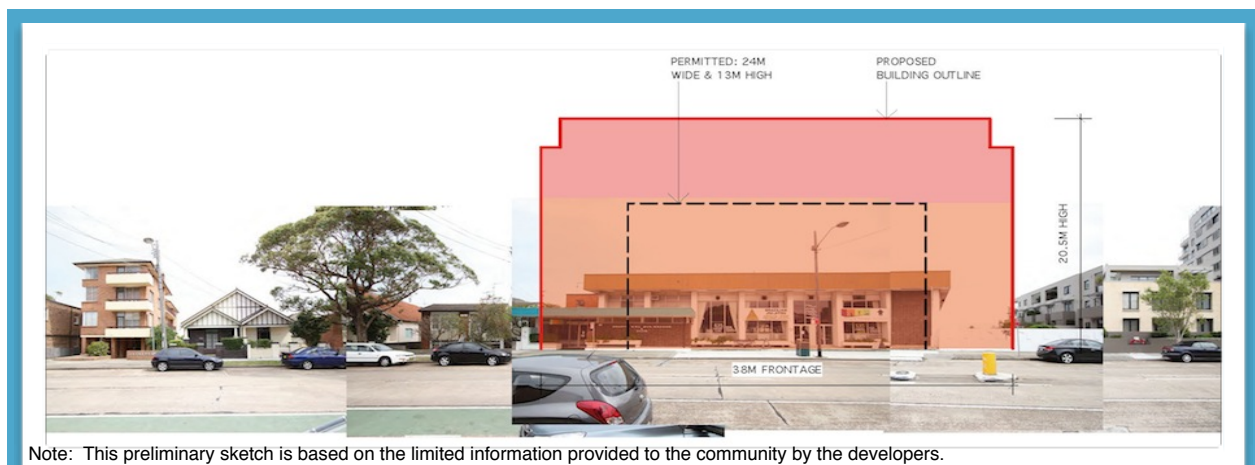 PERMITTED: 24M
WIDE & 13M HIGH
PROPOSED
BUILDING OUTLINE
20.5M HIGH
38M FRONTAGE
Note:  This preliminary sketch is based on the limited information provided to the community by the developers.